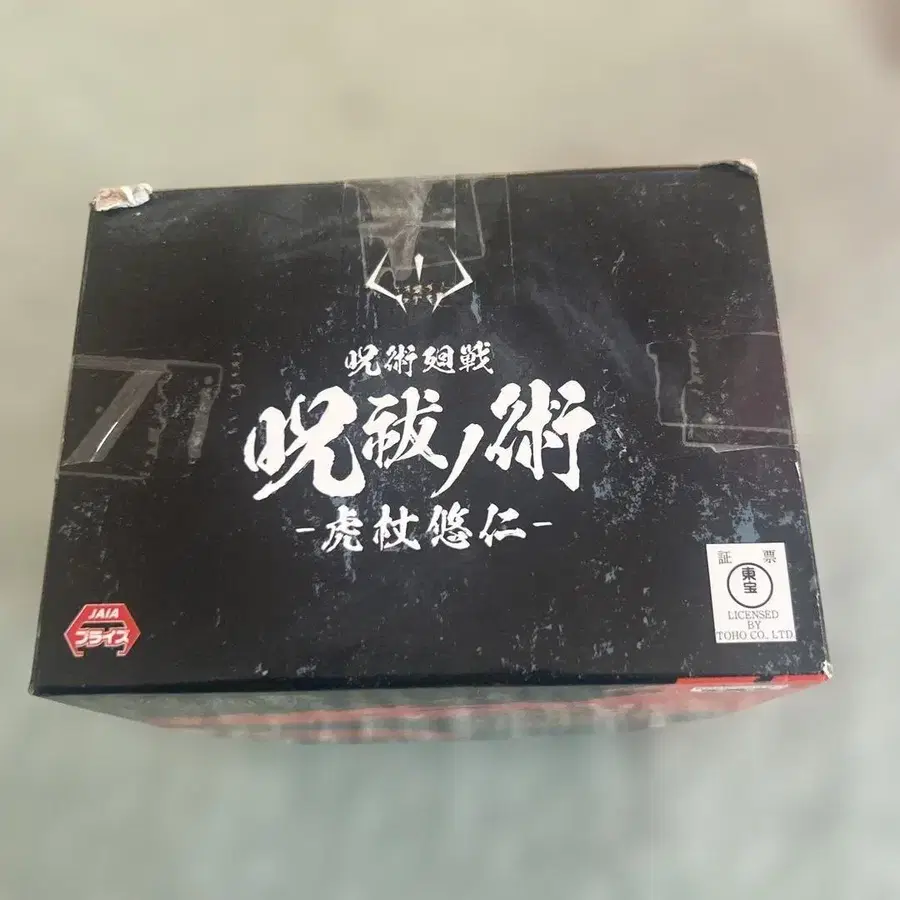 呪術廻戦
呪祓ノ術
-虎杖悠仁-
JAIA
プライズ
証 票
東宝
LICENSED
BY
TOHO CO., LTD